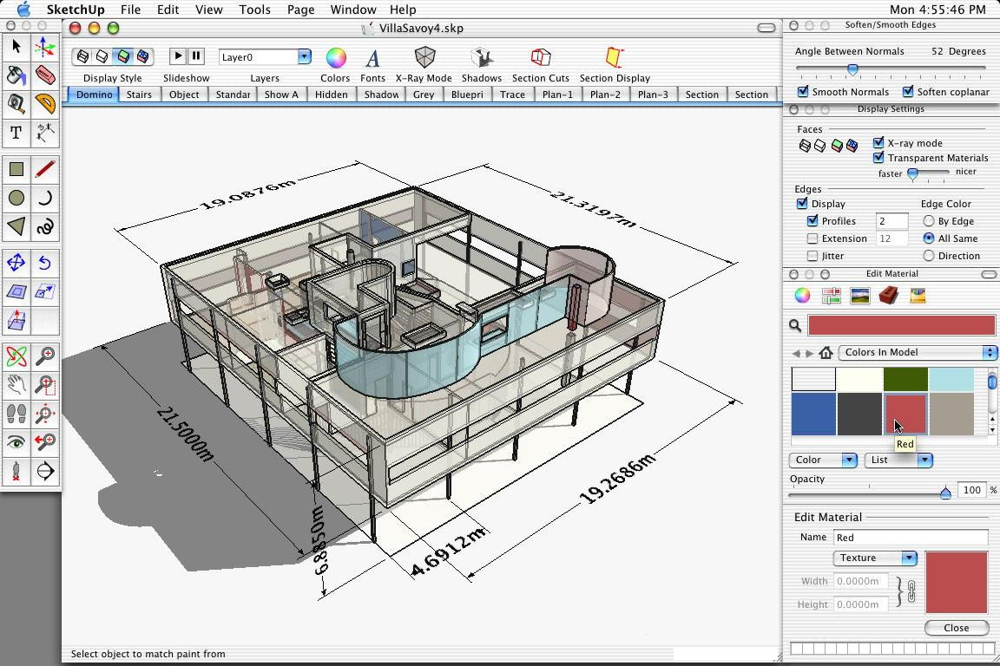 SketchUp File Edit View Tools Page Window Help Mon 4:55:46 PM
VillaSavoy4.skp
Layer0
Display Style Slideshow Layers Colors Fonts X-Ray Mode Shadows Section Cuts Section Display
Domino Stairs Object Standar Show A Hidden Shadow Grey Bluepri Trace Plan-1 Plan-2 Plan-3 Section Section
T
19.0876m
21.3197m
21.5000m
6.8850m
4.6912m
19.2686m
Select object to match paint from
Soften/Smooth Edges
Angle Between Normals 52 Degrees
Smooth Normals Soften coplanar
Display Settings
Faces
X-ray mode
Transparent Materials
faster nicer
Edges
Display Edge Color
Profiles 2 By Edge
Extension 12 All Same
Jitter Direction
Edit Material
Colors In Model
Red
Color List
Opacity
100 %
Edit Material
Name Red
Texture
Width 0.0000m
Height 0.0000m
Close